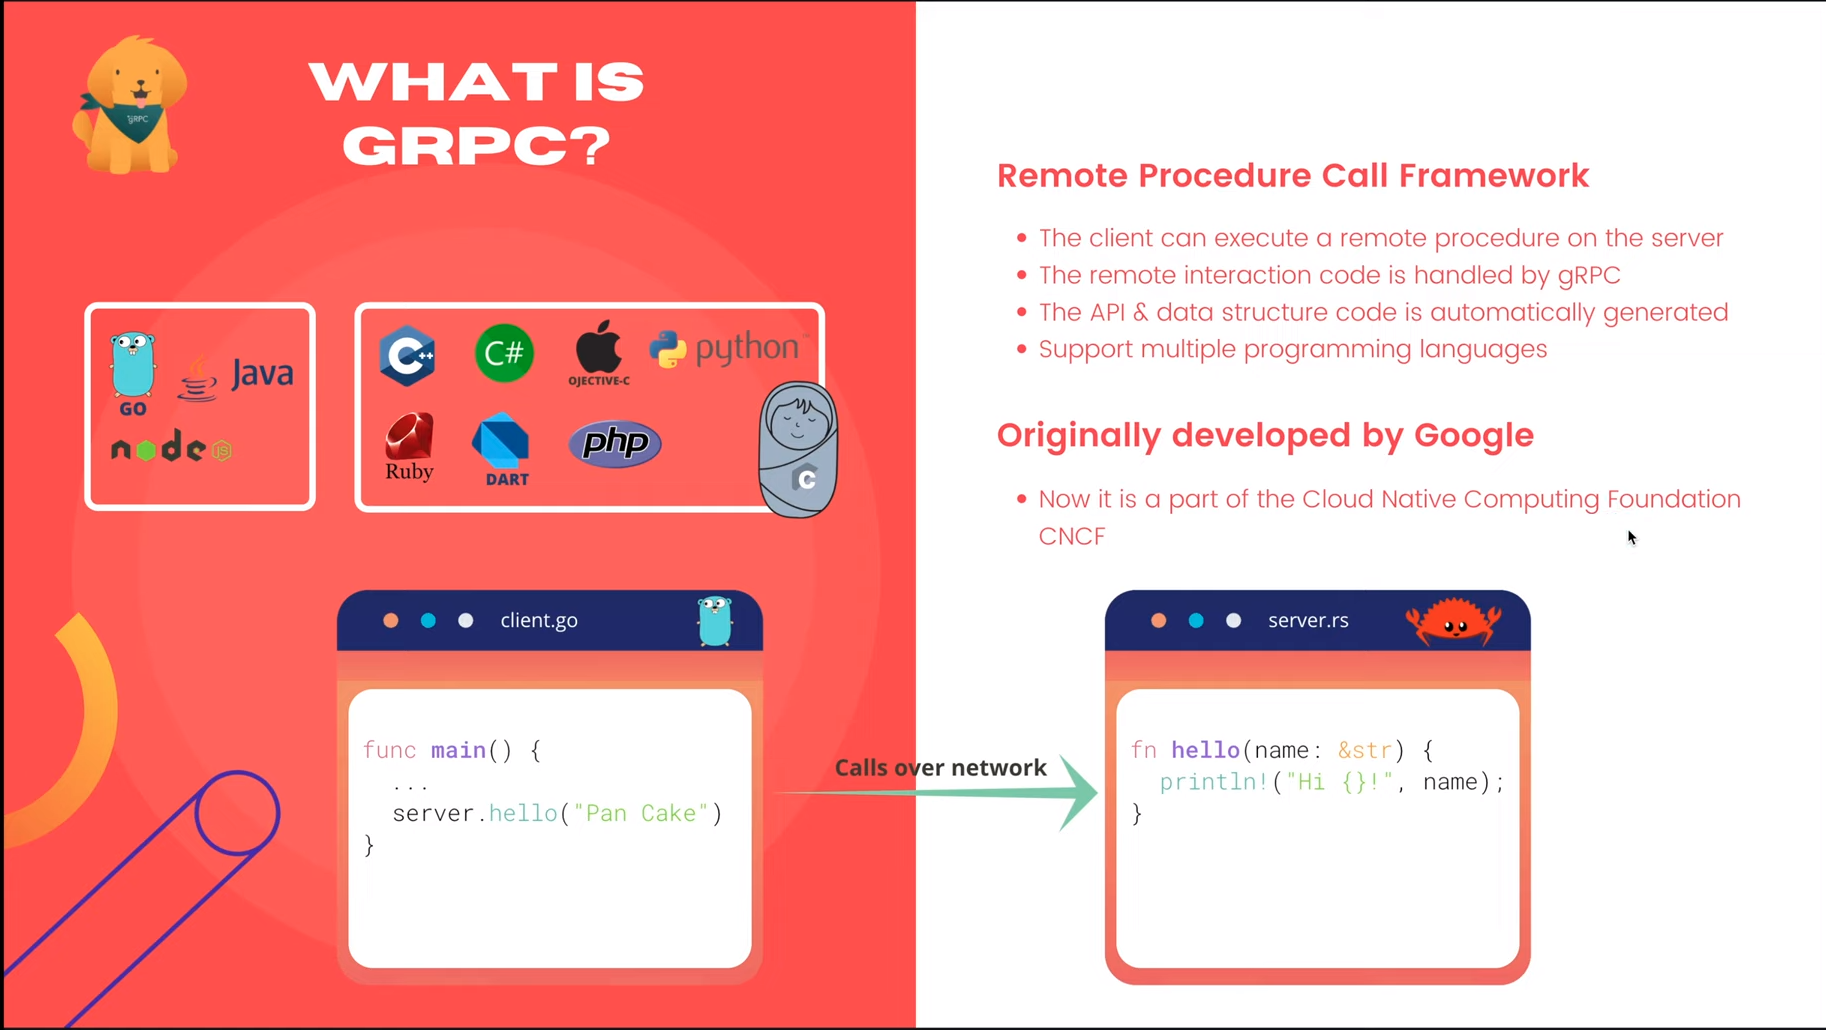 WHAT IS
GRPC?
gRPC
GO
Java
node
JS
C++
C#
OJECTIVE-C
python
Ruby
DART
php
C
Remote Procedure Call Framework
The client can execute a remote procedure on the server
The remote interaction code is handled by gRPC
The API & data structure code is automatically generated
Support multiple programming languages
Originally developed by Google
Now it is a part of the Cloud Native Computing Foundation
CNCF
client.go
func main() {
...
server.hello("Pan Cake")
}
Calls over network
server.rs
fn hello(name: &str) {
println!("Hi {}!", name);
}